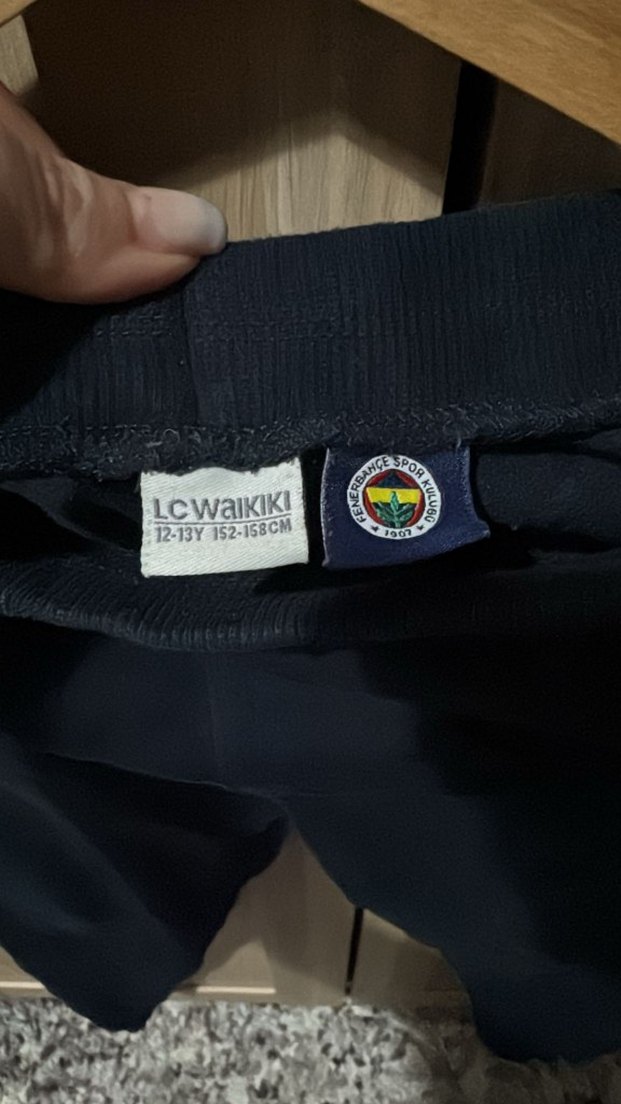 LC WAIKIKI
12-13Y 152-158CM
FENERBAHÇE SPOR KULÜBÜ
★ 1907 ★